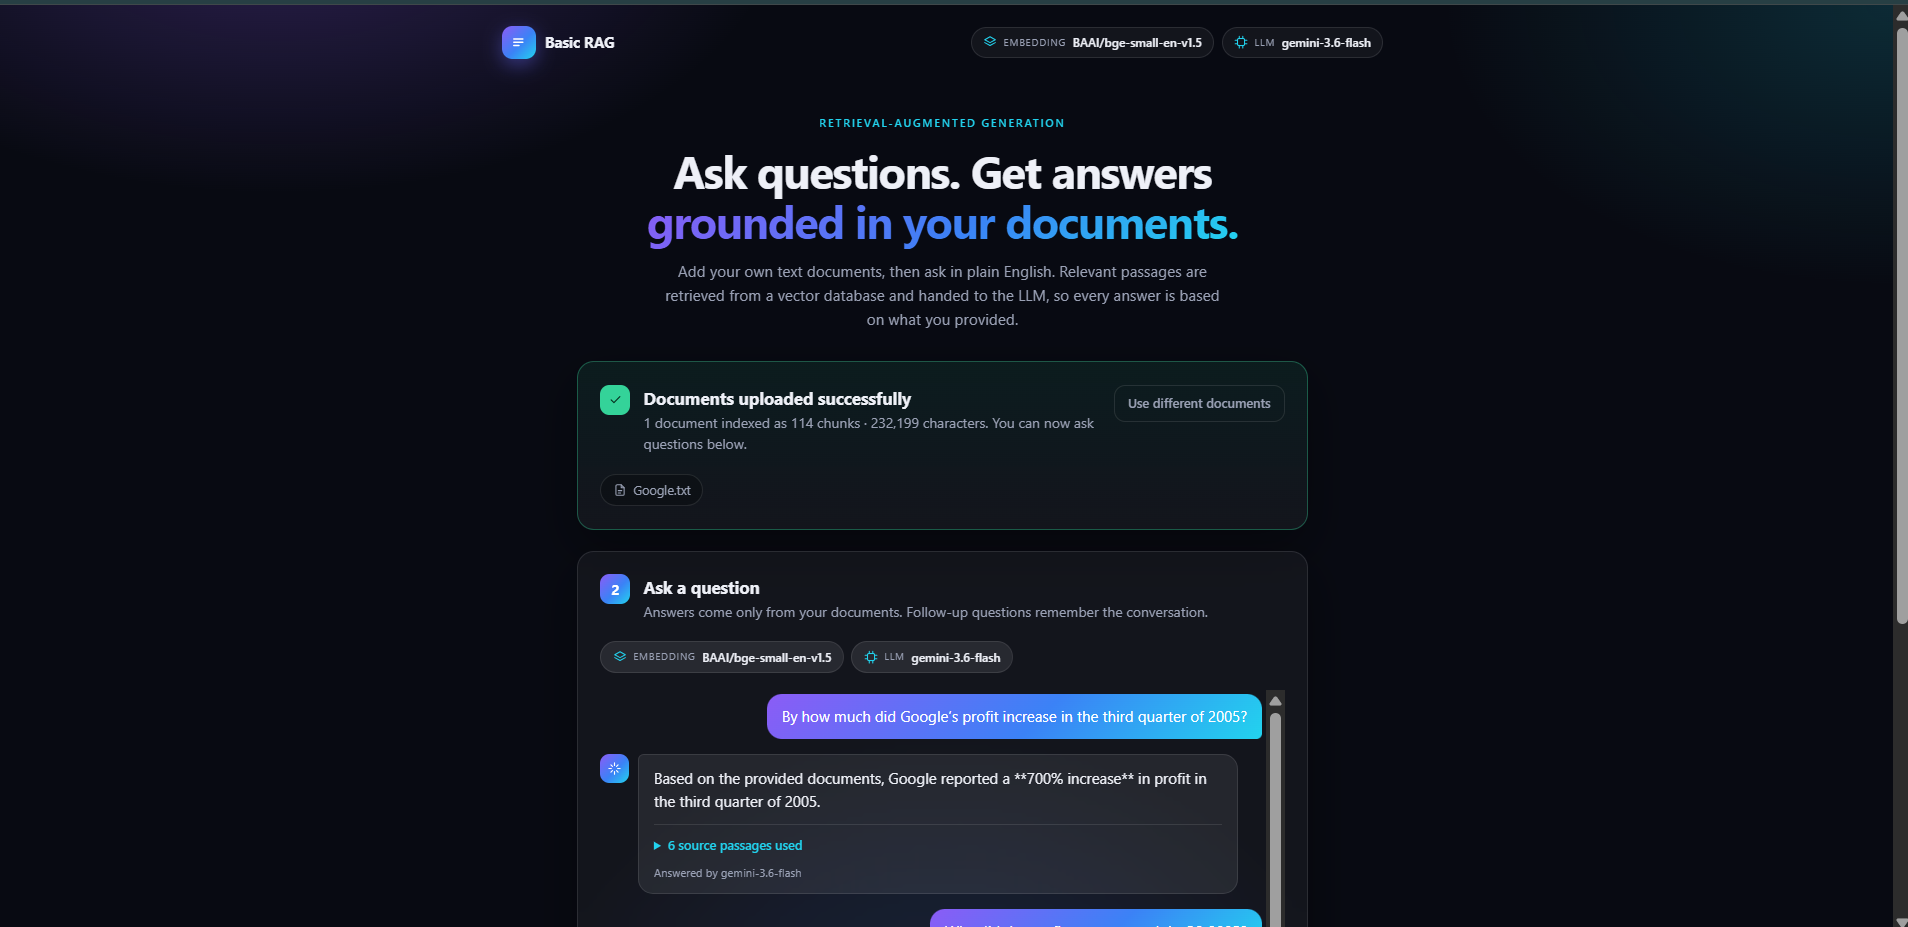 Basic RAG
EMBEDDING BAAI/bge-small-en-v1.5
LLM gemini-3.6-flash
RETRIEVAL-AUGMENTED GENERATION
Ask questions. Get answers
grounded in your documents.
Add your own text documents, then ask in plain English. Relevant passages are
retrieved from a vector database and handed to the LLM, so every answer is based
on what you provided.
Documents uploaded successfully
1 document indexed as 114 chunks · 232,199 characters. You can now ask
questions below.
Use different documents
Google.txt
2
Ask a question
Answers come only from your documents. Follow-up questions remember the conversation.
EMBEDDING BAAI/bge-small-en-v1.5
LLM gemini-3.6-flash
By how much did Google's profit increase in the third quarter of 2005?
Based on the provided documents, Google reported a **700% increase** in profit in
the third quarter of 2005.
6 source passages used
Answered by gemini-3.6-flash